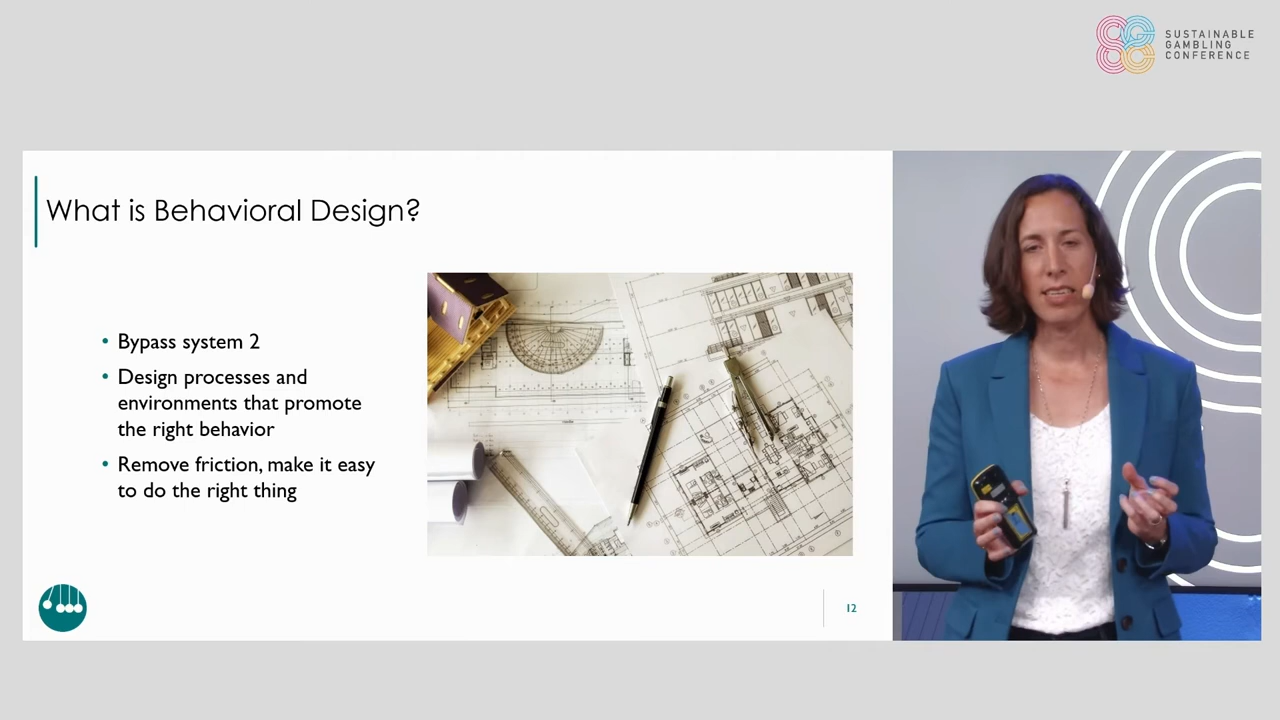 SUSTAINABLE
GAMBLING
CONFERENCE
What is Behavioral Design?
• Bypass system 2
• Design processes and
environments that promote
the right behavior
• Remove friction, make it easy
to do the right thing
12